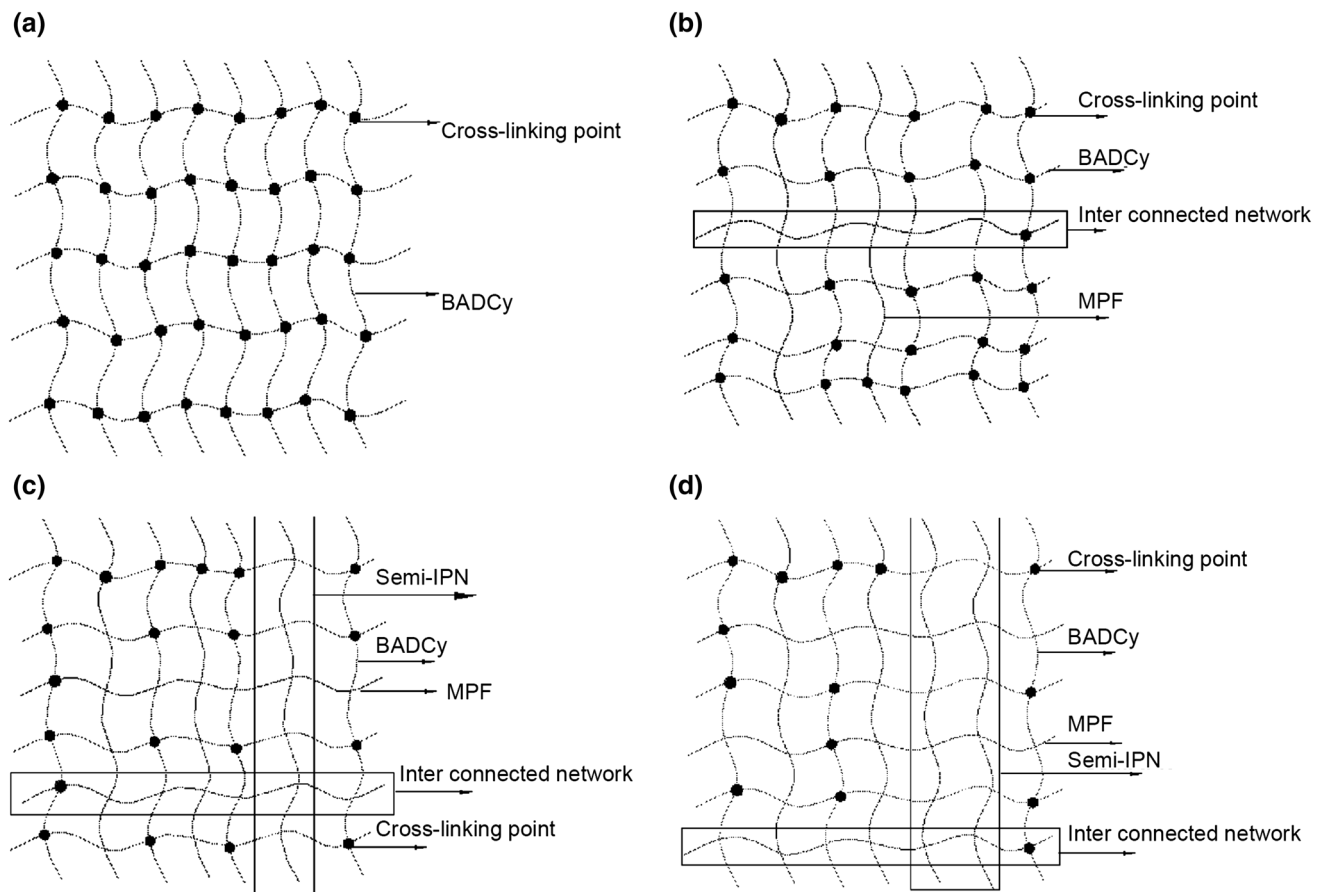 (a)
Cross-linking point
BADCy
(b)
Cross-linking point
BADCy
Inter connected network
MPF
(c)
Semi-IPN
BADCy
MPF
Inter connected network
Cross-linking point
(d)
Cross-linking point
BADCy
MPF
Semi-IPN
Inter connected network